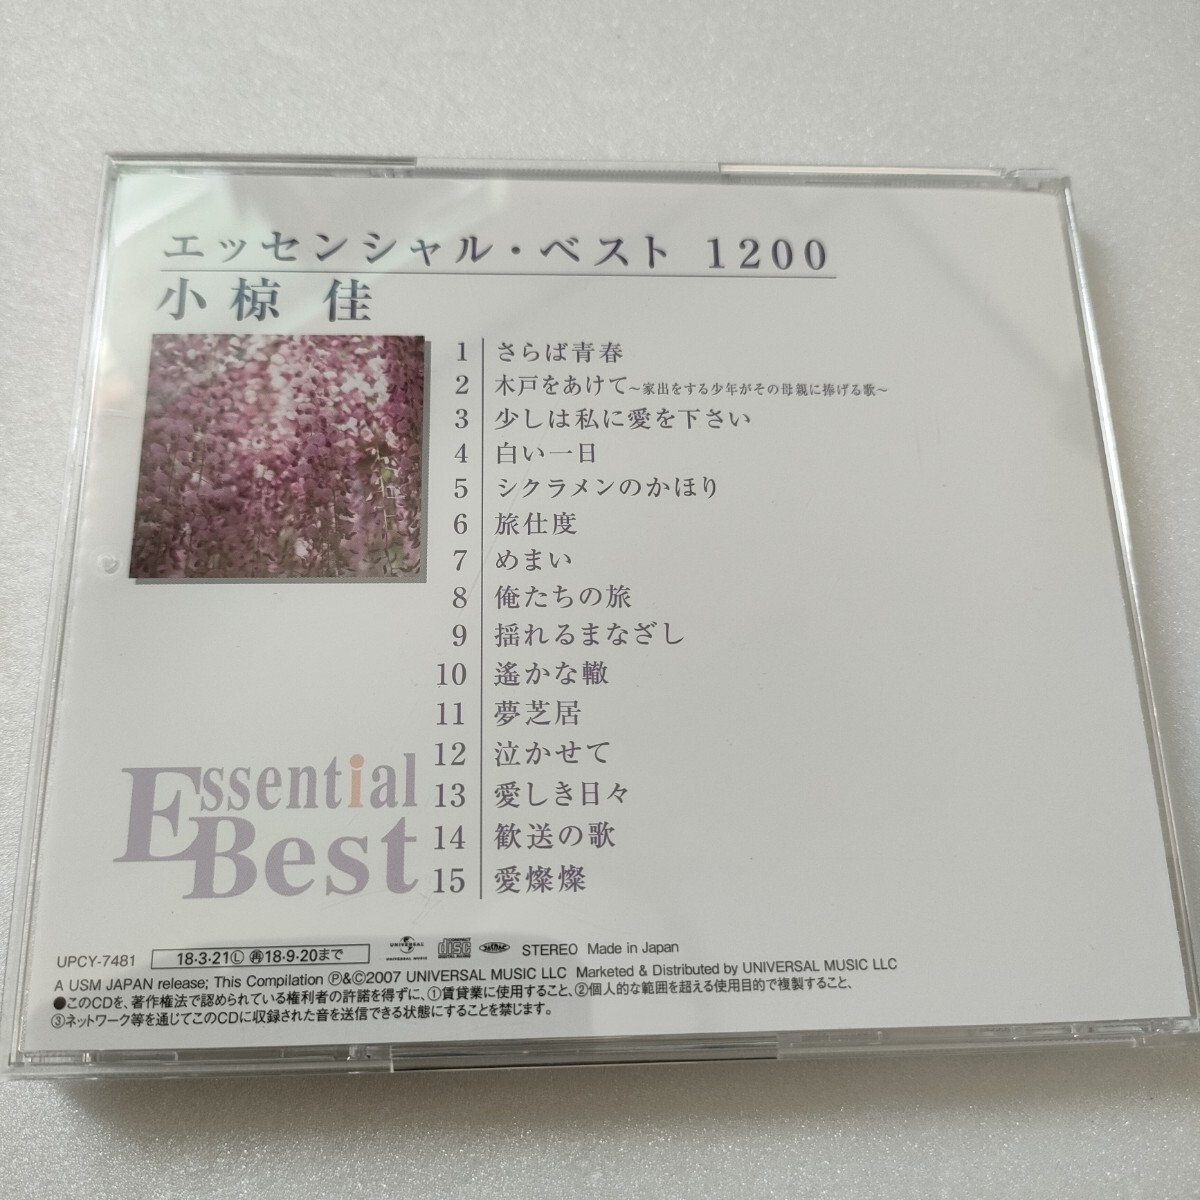 エッセンシャル・ベスト 1200
小椋 佳
1 さらば青春
2 木戸をあけて～家出をする少年がその母親に捧げる歌～
3 少しは私に愛を下さい
4 白い一日
5 シクラメンのかほり
6 旅仕度
7 めまい
8 俺たちの旅
9 揺れるまなざし
10 遙かな轍
11 夢芝居
12 泣かせて
13 愛しき日々
14 歓送の歌
15 愛燦燦
Essential
Best
UPCY-7481 18·3·21Ⓛ ㊊18·9·20まで UNIVERSAL UNIVERSAL MUSIC COMPACT disc DIGITAL AUDIO STEREO Made in Japan
A USM JAPAN release; This Compilation Ⓟ&©2007 UNIVERSAL MUSIC LLC Marketed & Distributed by UNIVERSAL MUSIC LLC
●このCDを、著作権法で認められている権利者の許諾を得ずに、①賃貸業に使用すること、②個人的な範囲を超える使用目的で複製すること、
③ネットワーク等を通じてこのCDに収録された音を送信できる状態にすることを禁じます。